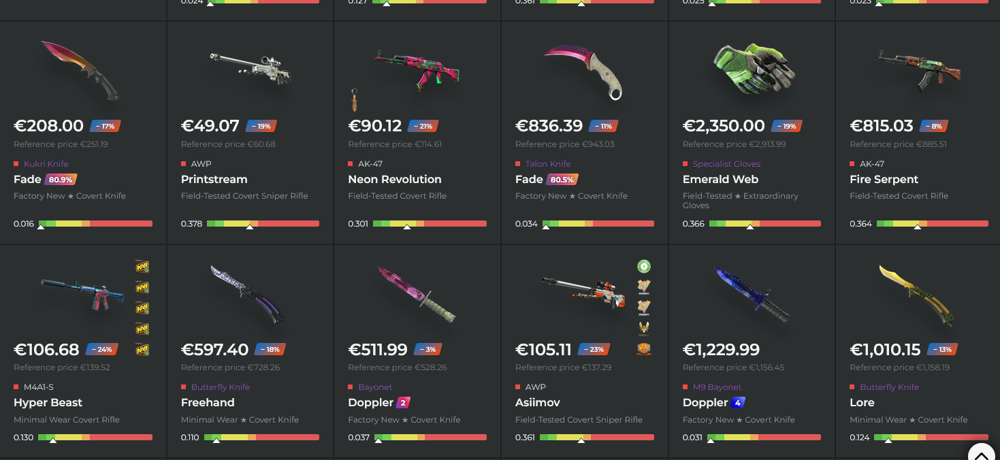 0.024
0.127
0.361
0.025
0.023
€208.00 – 17%
Reference price €251.19
Kukri Knife
Fade 80.9%
Factory New ★ Covert Knife
0.016
€49.07 – 19%
Reference price €60.68
AWP
Printstream
Field-Tested Covert Sniper Rifle
0.378
€90.12 – 21%
Reference price €114.61
AK-47
Neon Revolution
Field-Tested Covert Rifle
0.301
€836.39 – 11%
Reference price €943.03
Talon Knife
Fade 80.5%
Factory New ★ Covert Knife
0.034
€2,350.00 – 19%
Reference price €2,913.99
Specialist Gloves
Emerald Web
Field-Tested ★ Extraordinary
Gloves
0.366
€815.03 – 8%
Reference price €885.51
AK-47
Fire Serpent
Field-Tested Covert Rifle
0.364
NAVI
NAVI
NAVI
NAVI
NAVI
€106.68 – 24%
Reference price €139.52
M4A1-S
Hyper Beast
Minimal Wear Covert Rifle
0.130
€597.40 – 18%
Reference price €728.26
Butterfly Knife
Freehand
Minimal Wear ★ Covert Knife
0.110
€511.99 – 3%
Reference price €528.26
Bayonet
Doppler 2
Factory New ★ Covert Knife
0.037
€105.11 – 23%
Reference price €137.29
AWP
Asiimov
Field-Tested Covert Sniper Rifle
0.361
€1,229.99
Reference price €1,156.45
M9 Bayonet
Doppler 4
Factory New ★ Covert Knife
0.031
€1,010.15 – 13%
Reference price €1,158.19
Butterfly Knife
Lore
Minimal Wear ★ Covert Knife
0.124